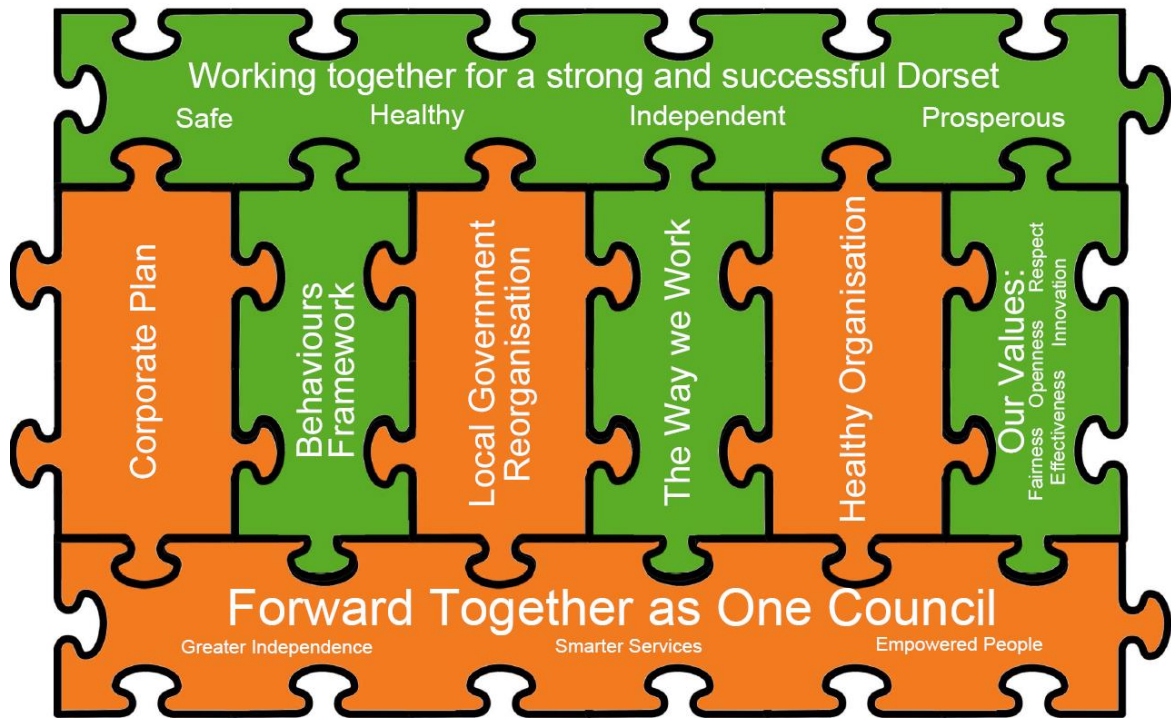 Working together for a strong and successful Dorset
Safe Healthy Independent Prosperous
Corporate Plan
Behaviours
Framework
Local Government
Reorganisation
The Way we Work
Healthy Organisation
Our Values:
Fairness Openness Respect
Effectiveness Innovation
Forward Together as One Council
Greater Independence Smarter Services Empowered People